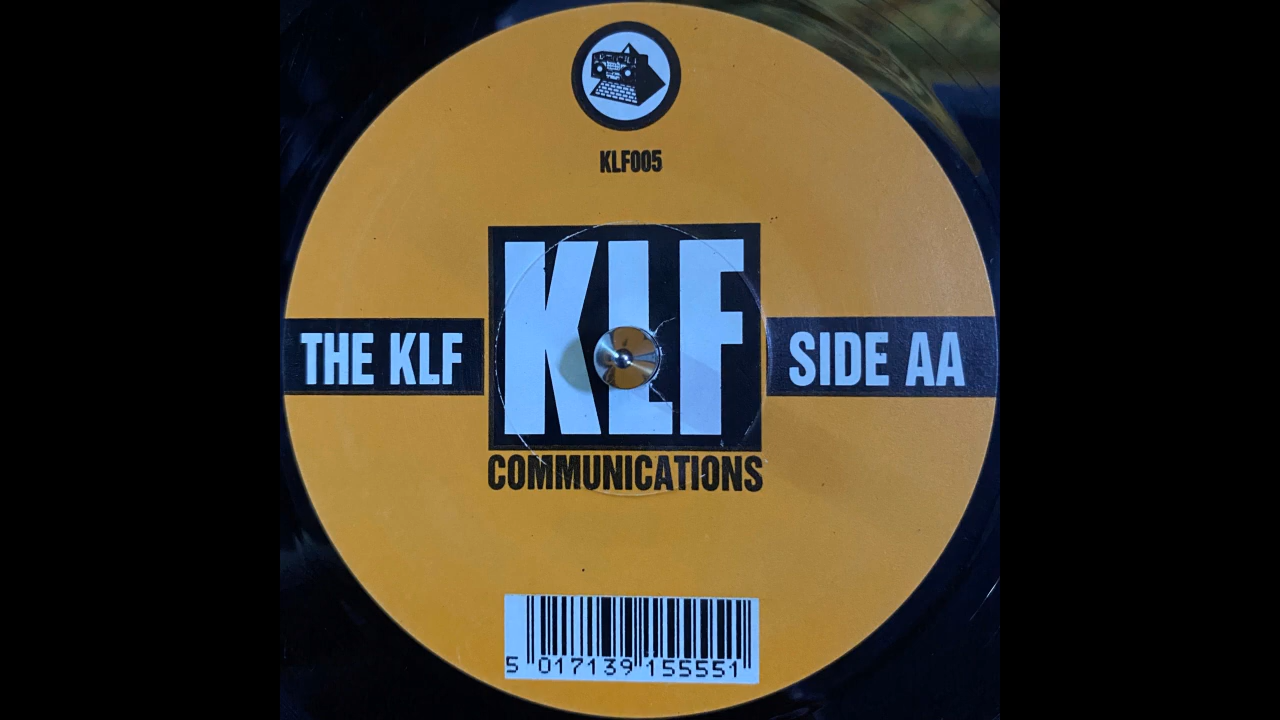 KLF005
KLF
THE KLF
SIDE AA
COMMUNICATIONS
5 017139 155551